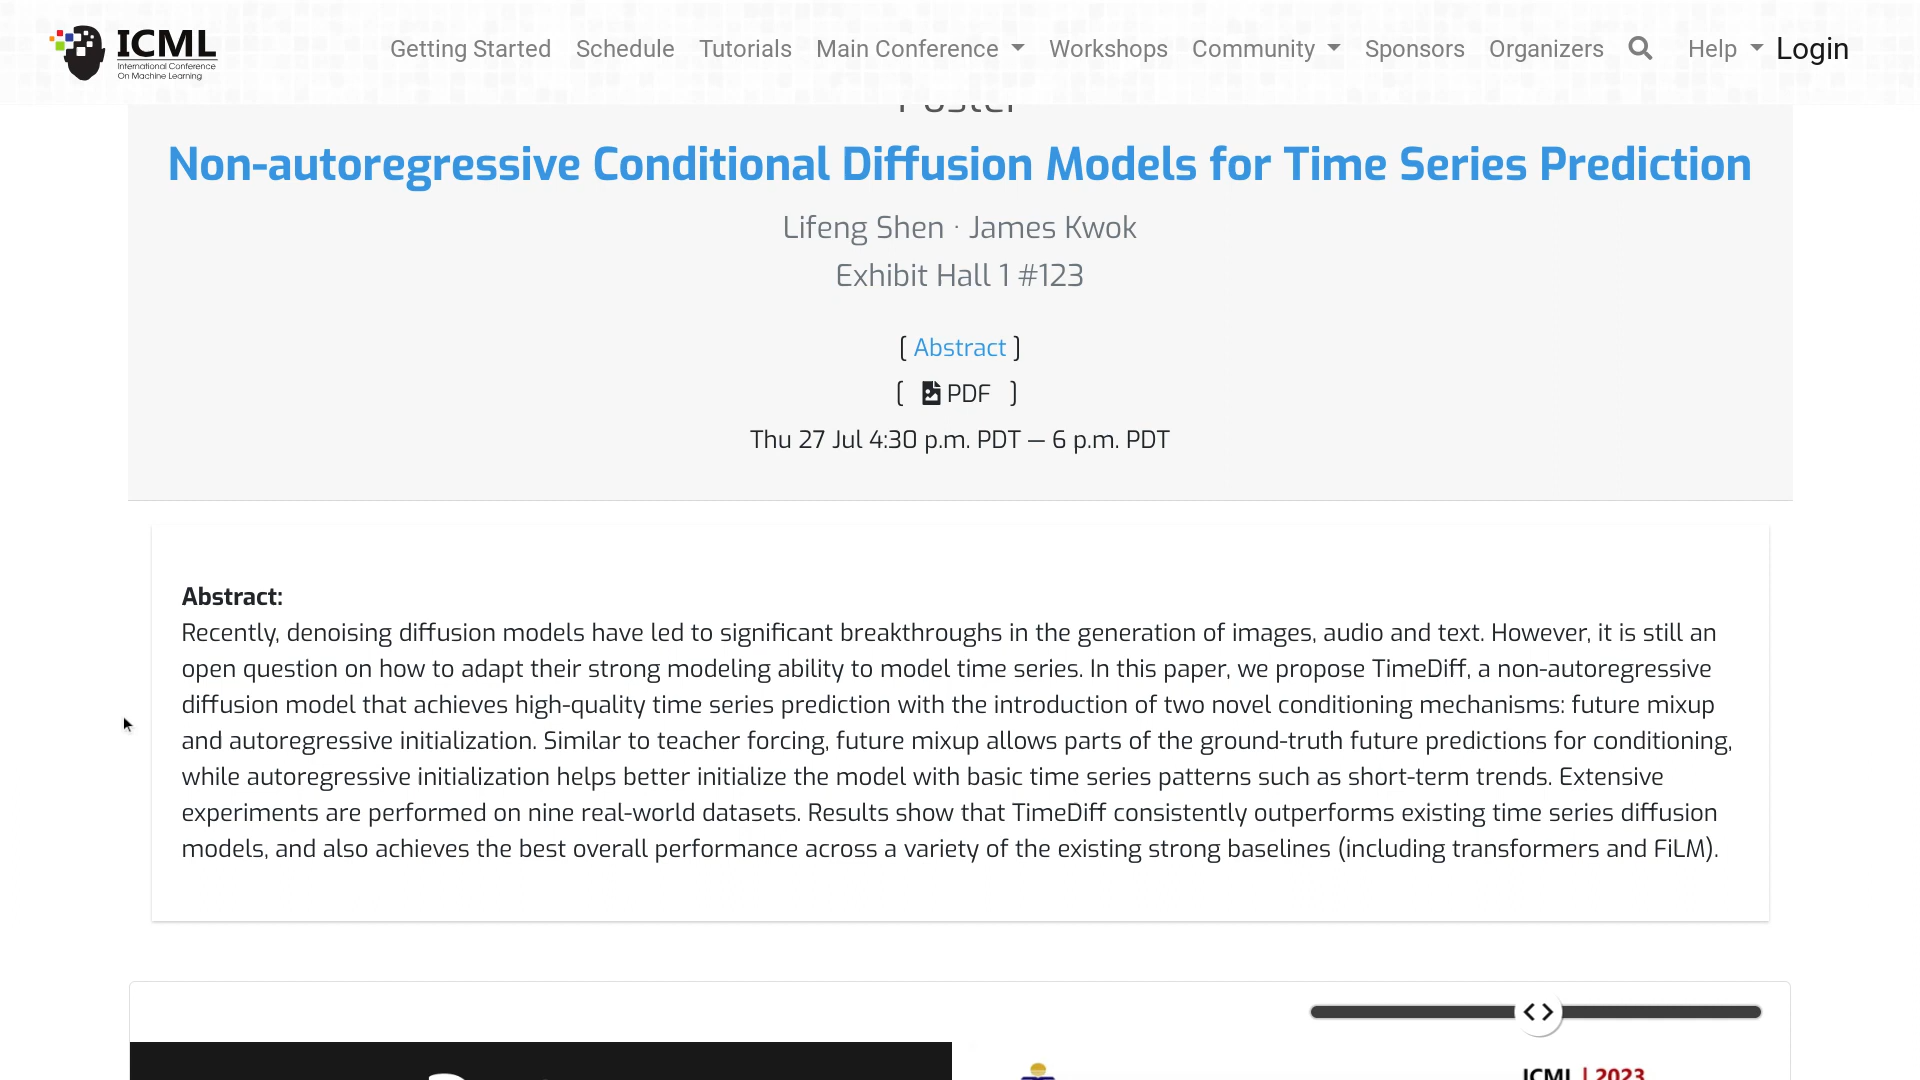 ICML
International Conference
On Machine Learning
Getting Started Schedule Tutorials Main Conference Workshops Community Sponsors Organizers Help Login
Poster
Non-autoregressive Conditional Diffusion Models for Time Series Prediction
Lifeng Shen · James Kwok
Exhibit Hall 1 #123
[ Abstract ]
[ PDF ]
Thu 27 Jul 4:30 p.m. PDT — 6 p.m. PDT
Abstract:
Recently, denoising diffusion models have led to significant breakthroughs in the generation of images, audio and text. However, it is still an
open question on how to adapt their strong modeling ability to model time series. In this paper, we propose TimeDiff, a non-autoregressive
diffusion model that achieves high-quality time series prediction with the introduction of two novel conditioning mechanisms: future mixup
and autoregressive initialization. Similar to teacher forcing, future mixup allows parts of the ground-truth future predictions for conditioning,
while autoregressive initialization helps better initialize the model with basic time series patterns such as short-term trends. Extensive
experiments are performed on nine real-world datasets. Results show that TimeDiff consistently outperforms existing time series diffusion
models, and also achieves the best overall performance across a variety of the existing strong baselines (including transformers and FiLM).
ICML | 2023